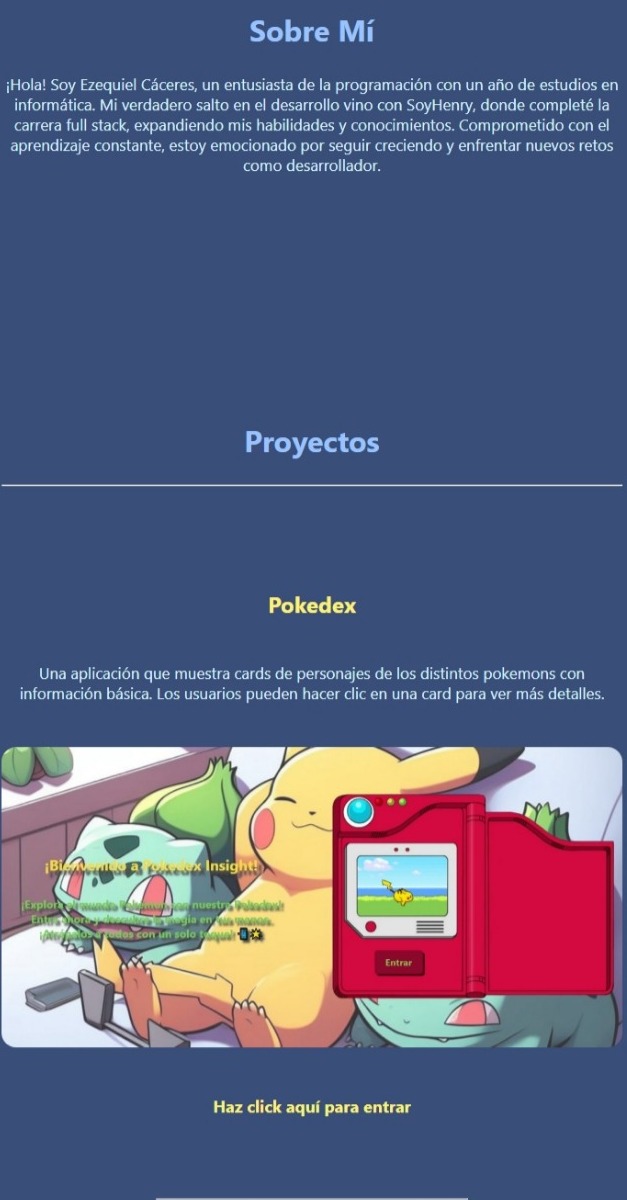 Sobre Mí
¡Hola! Soy Ezequiel Cáceres, un entusiasta de la programación con un año de estudios en
informática. Mi verdadero salto en el desarrollo vino con SoyHenry, donde completé la
carrera full stack, expandiendo mis habilidades y conocimientos. Comprometido con el
aprendizaje constante, estoy emocionado por seguir creciendo y enfrentar nuevos retos
como desarrollador.
Proyectos
Pokedex
Una aplicación que muestra cards de personajes de los distintos pokemons con
información básica. Los usuarios pueden hacer clic en una card para ver más detalles.
¡Bienvenido a Pokedex Insight!
¡Explora el mundo Pokémon con nuestra Pokedex!
Entra ahora y descubre la magia en tus manos.
a todos con un solo toque!
Entrar
Haz click aquí para entrar